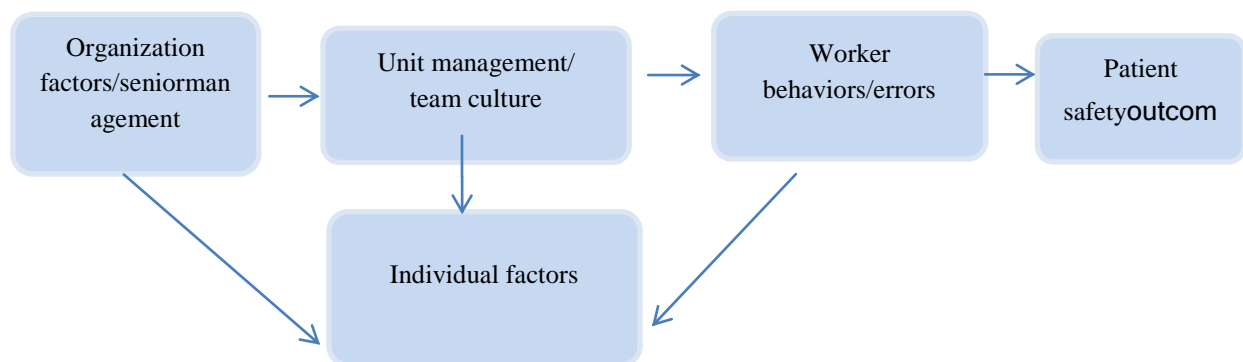 Organization
factors/seniorman
agement
Unit management/
team culture
Worker
behaviors/errors
Patient
safetyoutcom
Individual factors